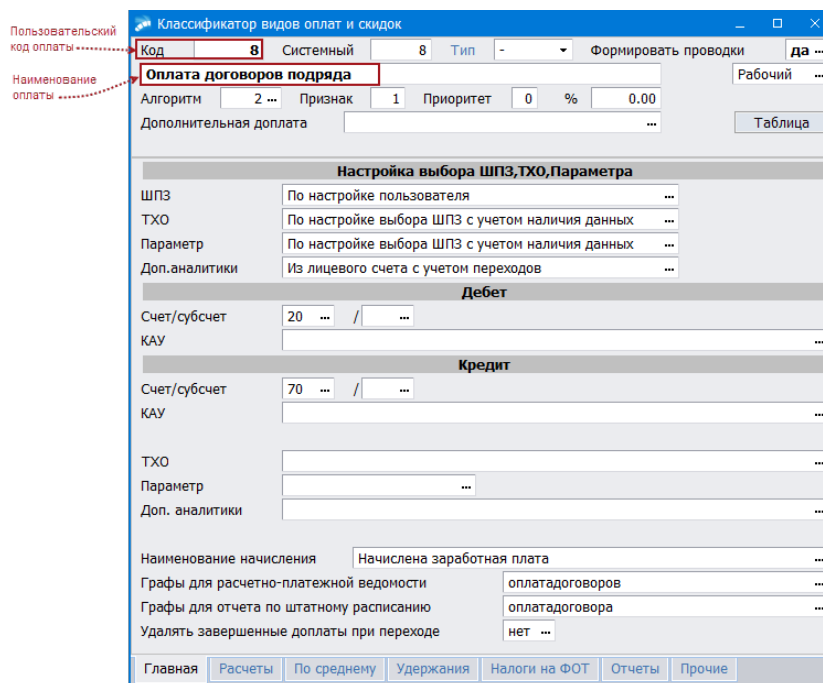 Классификатор видов оплат и скидок
Пользовательский
код оплаты
Код 8 Системный 8 Тип - Формировать проводки да ...
Наименование
оплаты
Оплата договоров подряда Рабочий ...
Алгоритм 2 ... Признак 1 Приоритет 0 % 0.00
Дополнительная доплата ... Таблица
Настройка выбора ШПЗ,ТХО,Параметра
ШПЗ По настройке пользователя ...
ТХО По настройке выбора ШПЗ с учетом наличия данных ...
Параметр По настройке выбора ШПЗ с учетом наличия данных ...
Доп.аналитики Из лицевого счета с учетом переходов ...
Дебет
Счет/субсчет 20 ... / ...
КАУ ...
Кредит
Счет/субсчет 70 ... / ...
КАУ ...
ТХО ...
Параметр ...
Доп. аналитики ...
Наименование начисления Начислена заработная плата ...
Графы для расчетно-платежной ведомости оплатадоговоров ...
Графы для отчета по штатному расписанию оплатадоговора ...
Удалять завершенные доплаты при переходе нет ...
Главная Расчеты По среднему Удержания Налоги на ФОТ Отчеты Прочие